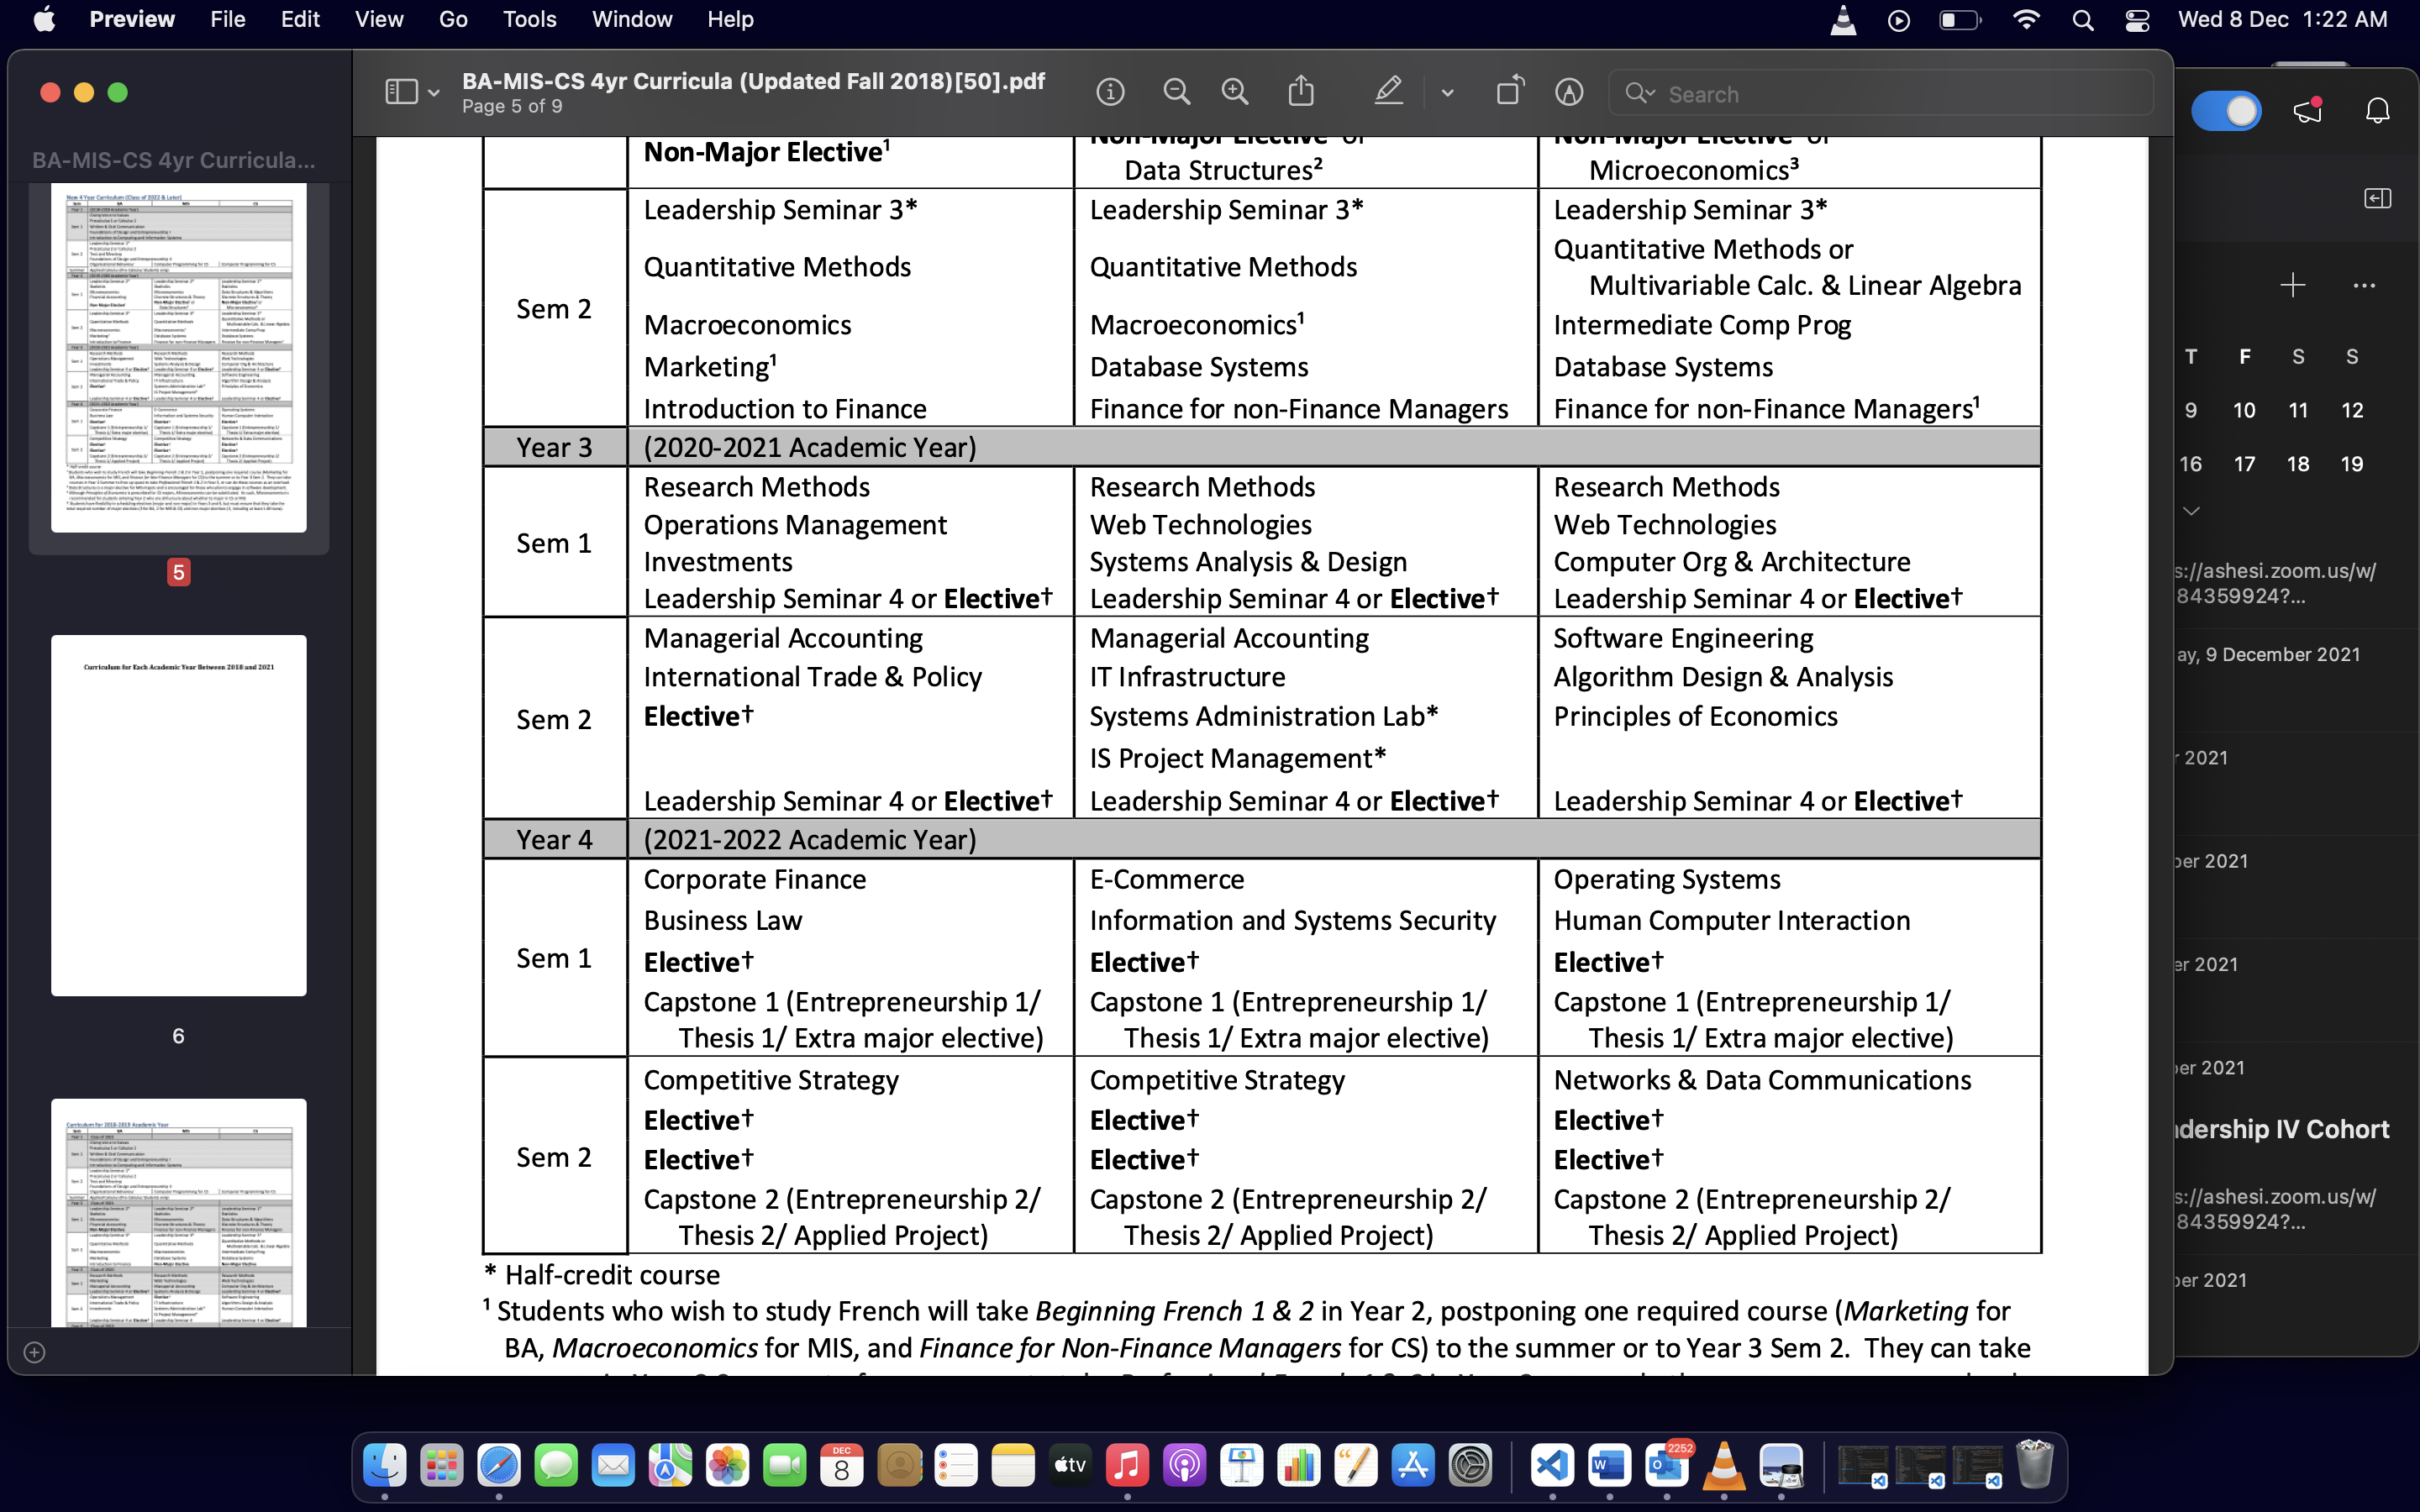 Preview File Edit View Go Tools Window Help Wed 8 Dec 1:22 AM
BA-MIS-CS 4yr Curricula (Updated Fall 2018)[50].pdf
Page 5 of 9
Search
BA-MIS-CS 4yr Curricula...
5
Curriculum for Each Academic Year Between 2018 and 2021
6
Non-Major Elective¹
Data Structures²
Microeconomics³
Sem 2
Leadership Seminar 3*
Quantitative Methods
Macroeconomics
Marketing¹
Introduction to Finance
Leadership Seminar 3*
Quantitative Methods
Macroeconomics¹
Database Systems
Finance for non-Finance Managers
Leadership Seminar 3*
Quantitative Methods or
Multivariable Calc. & Linear Algebra
Intermediate Comp Prog
Database Systems
Finance for non-Finance Managers¹
Year 3 (2020-2021 Academic Year)
Sem 1
Research Methods
Operations Management
Investments
Leadership Seminar 4 or Elective†
Research Methods
Web Technologies
Systems Analysis & Design
Leadership Seminar 4 or Elective†
Research Methods
Web Technologies
Computer Org & Architecture
Leadership Seminar 4 or Elective†
Sem 2
Managerial Accounting
International Trade & Policy
Elective†
Leadership Seminar 4 or Elective†
Managerial Accounting
IT Infrastructure
Systems Administration Lab*
IS Project Management*
Leadership Seminar 4 or Elective†
Software Engineering
Algorithm Design & Analysis
Principles of Economics
Leadership Seminar 4 or Elective†
Year 4 (2021-2022 Academic Year)
Sem 1
Corporate Finance
Business Law
Elective†
Capstone 1 (Entrepreneurship 1/
Thesis 1/ Extra major elective)
E-Commerce
Information and Systems Security
Elective†
Capstone 1 (Entrepreneurship 1/
Thesis 1/ Extra major elective)
Operating Systems
Human Computer Interaction
Elective†
Capstone 1 (Entrepreneurship 1/
Thesis 1/ Extra major elective)
Sem 2
Competitive Strategy
Elective†
Elective†
Capstone 2 (Entrepreneurship 2/
Thesis 2/ Applied Project)
Competitive Strategy
Elective†
Elective†
Capstone 2 (Entrepreneurship 2/
Thesis 2/ Applied Project)
Networks & Data Communications
Elective†
Elective†
Capstone 2 (Entrepreneurship 2/
Thesis 2/ Applied Project)
* Half-credit course
¹ Students who wish to study French will take Beginning French 1 & 2 in Year 2, postponing one required course (Marketing for
BA, Macroeconomics for MIS, and Finance for Non-Finance Managers for CS) to the summer or to Year 3 Sem 2. They can take
T F S S
9 10 11 12
16 17 18 19
s://ashesi.zoom.us/w/
84359924?...
ay, 9 December 2021
r 2021
ber 2021
er 2021
ber 2021
dership IV Cohort
s://ashesi.zoom.us/w/
84359924?...
ber 2021
DEC
8
tv
2252